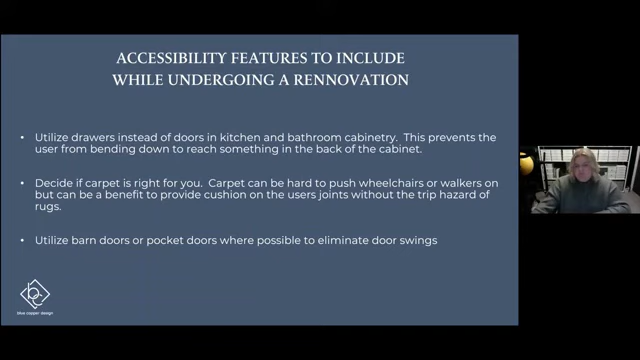 ACCESSIBILITY FEATURES TO INCLUDE
WHILE UNDERGOING A RENNOVATION
• Utilize drawers instead of doors in kitchen and bathroom cabinetry. This prevents the
user from bending down to reach something in the back of the cabinet.
• Decide if carpet is right for you. Carpet can be hard to push wheelchairs or walkers on
but can be a benefit to provide cushion on the users joints without the trip hazard of
rugs.
• Utilize barn doors or pocket doors where possible to eliminate door swings
bc
blue copper design